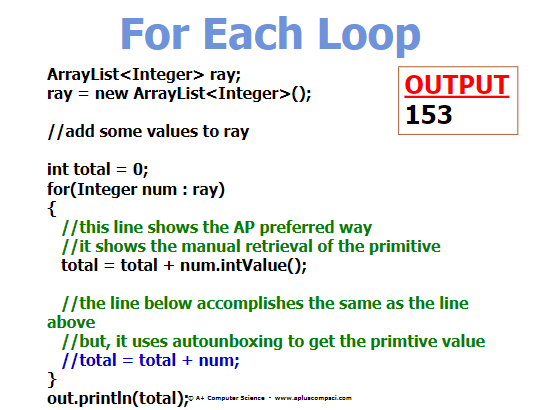 For Each Loop
ArrayList<Integer> ray;
ray = new ArrayList<Integer>();
OUTPUT
153
//add some values to ray
int total = 0;
for(Integer num : ray)
{
//this line shows the AP preferred way
//it shows the manual retrieval of the primitive
total = total + num.intValue();
//the line below accomplishes the same as the line
above
//but, it uses autounboxing to get the primtive value
//total = total + num;
}
out.println(total);
© A+ Computer Science - www.apluscompsci.com